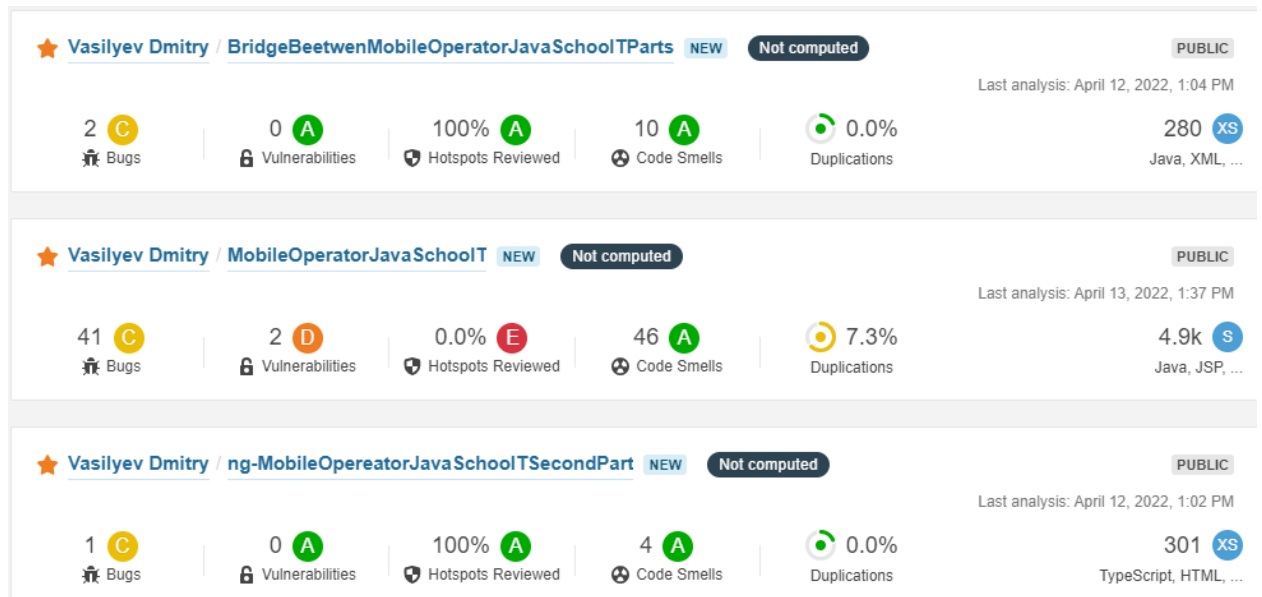 Vasilyev Dmitry / BridgeBeetwenMobileOperatorJavaSchoolTParts NEW Not computed PUBLIC
Last analysis: April 12, 2022, 1:04 PM
2 C 0 A 100% A 10 A 0.0% 280 XS
Bugs Vulnerabilities Hotspots Reviewed Code Smells Duplications Java, XML, ...
Vasilyev Dmitry / MobileOperatorJavaSchoolT NEW Not computed PUBLIC
Last analysis: April 13, 2022, 1:37 PM
41 C 2 D 0.0% E 46 A 7.3% 4.9k S
Bugs Vulnerabilities Hotspots Reviewed Code Smells Duplications Java, JSP, ...
Vasilyev Dmitry / ng-MobileOpereatorJavaSchoolTSecondPart NEW Not computed PUBLIC
Last analysis: April 12, 2022, 1:02 PM
1 C 0 A 100% A 4 A 0.0% 301 XS
Bugs Vulnerabilities Hotspots Reviewed Code Smells Duplications TypeScript, HTML, ...